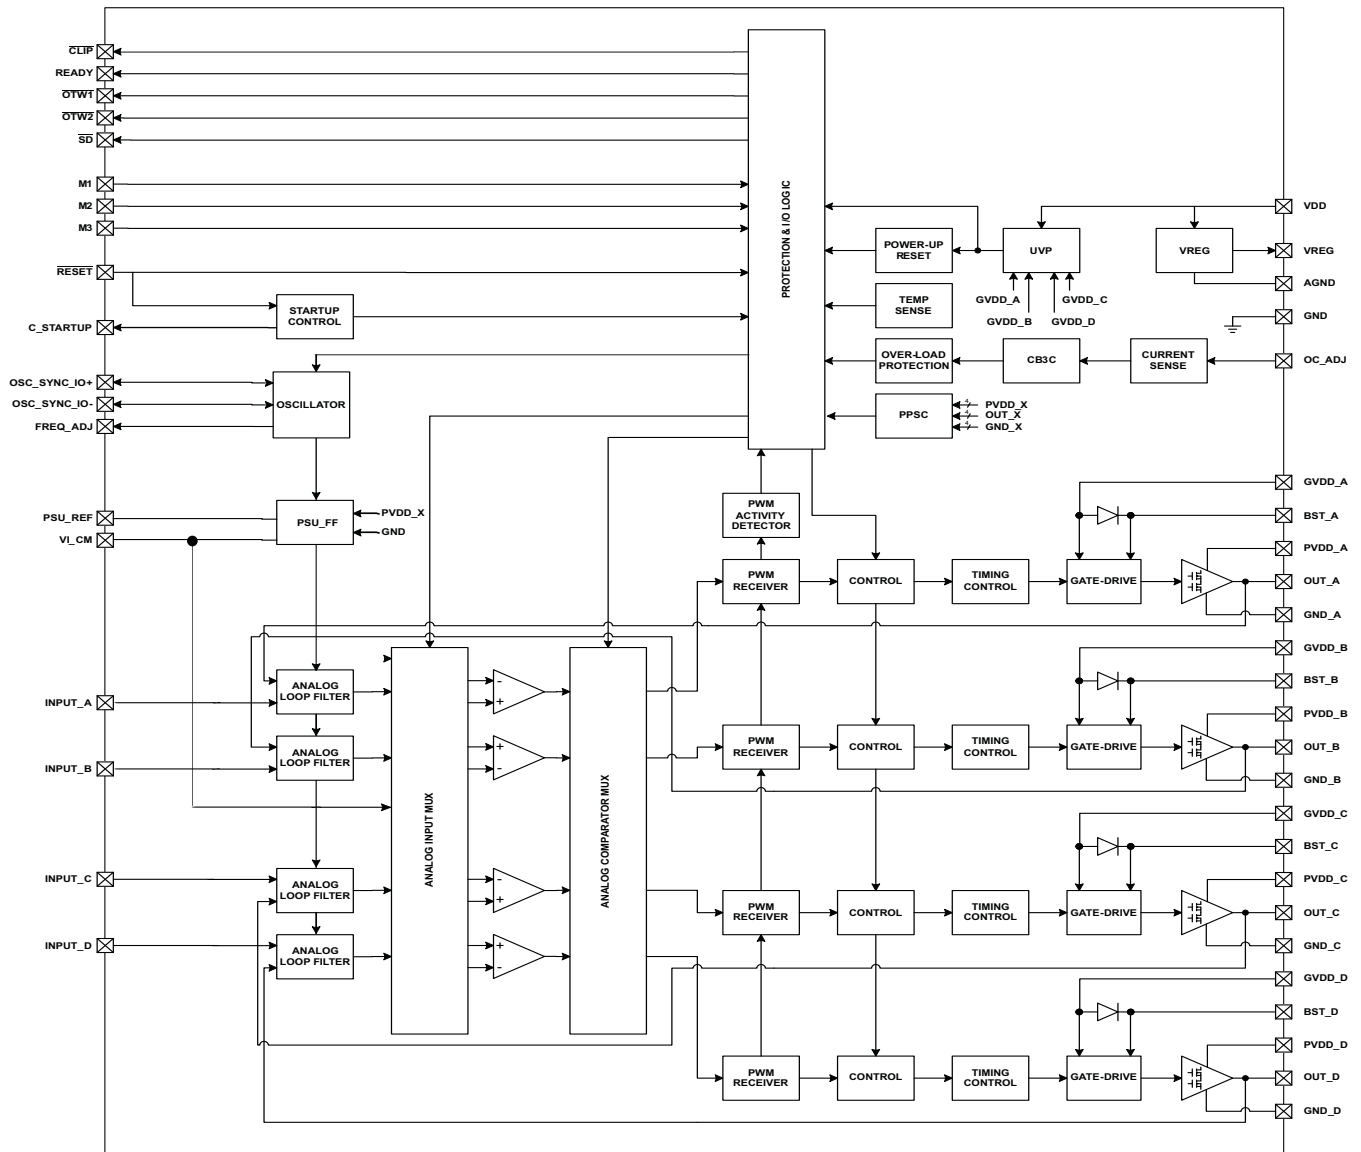 CLIP
READY
OTW1
OTW2
SD
M1
M2
M3
RESET
C_STARTUP
OSC_SYNC_IO+
OSC_SYNC_IO-
FREQ_ADJ
PSU_REF
VI_CM
INPUT_A
INPUT_B
INPUT_C
INPUT_D
STARTUP
CONTROL
OSCILLATOR
PSU_FF
PVDD_X
GND
ANALOG
LOOP FILTER
ANALOG
LOOP FILTER
ANALOG
LOOP FILTER
ANALOG
LOOP FILTER
ANALOG INPUT MUX
-
+
+
-
-
+
+
-
ANALOG COMPARATOR MUX
PROTECTION & I/O LOGIC
POWER-UP
RESET
UVP
VREG
GVDD_A
GVDD_C
GVDD_B
GVDD_D
TEMP
SENSE
OVER-LOAD
PROTECTION
CB3C
CURRENT
SENSE
PPSC
4
PVDD_X
4
OUT_X
4
GND_X
PWM
ACTIVITY
DETECTOR
PWM
RECEIVER
CONTROL
TIMING
CONTROL
GATE-DRIVE
PWM
RECEIVER
CONTROL
TIMING
CONTROL
GATE-DRIVE
PWM
RECEIVER
CONTROL
TIMING
CONTROL
GATE-DRIVE
PWM
RECEIVER
CONTROL
TIMING
CONTROL
GATE-DRIVE
VDD
VREG
AGND
GND
OC_ADJ
GVDD_A
BST_A
PVDD_A
OUT_A
GND_A
GVDD_B
BST_B
PVDD_B
OUT_B
GND_B
GVDD_C
BST_C
PVDD_C
OUT_C
GND_C
GVDD_D
BST_D
PVDD_D
OUT_D
GND_D